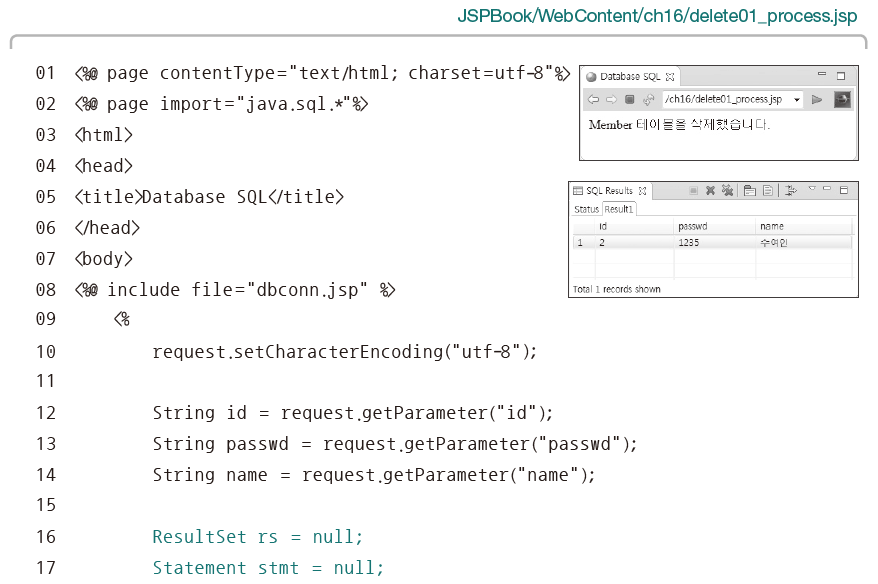 JSPBook/WebContent/ch16/delete01_process.jsp
01 <%@ page contentType="text/html; charset=utf-8"%>
02 <%@ page import="java.sql.*"%>
03 <html>
04 <head>
05 <title>Database SQL</title>
06 </head>
07 <body>
08 <%@ include file="dbconn.jsp" %>
09 <%
10 request.setCharacterEncoding("utf-8");
11
12 String id = request.getParameter("id");
13 String passwd = request.getParameter("passwd");
14 String name = request.getParameter("name");
15
16 ResultSet rs = null;
17 Statement stmt = null;
Database SQL
/ch16/delete01_process.jsp
Member 테이블을 삭제했습니다.
SQL Results
Status Result1
id passwd name
1 2 1235 수여인
Total 1 records shown